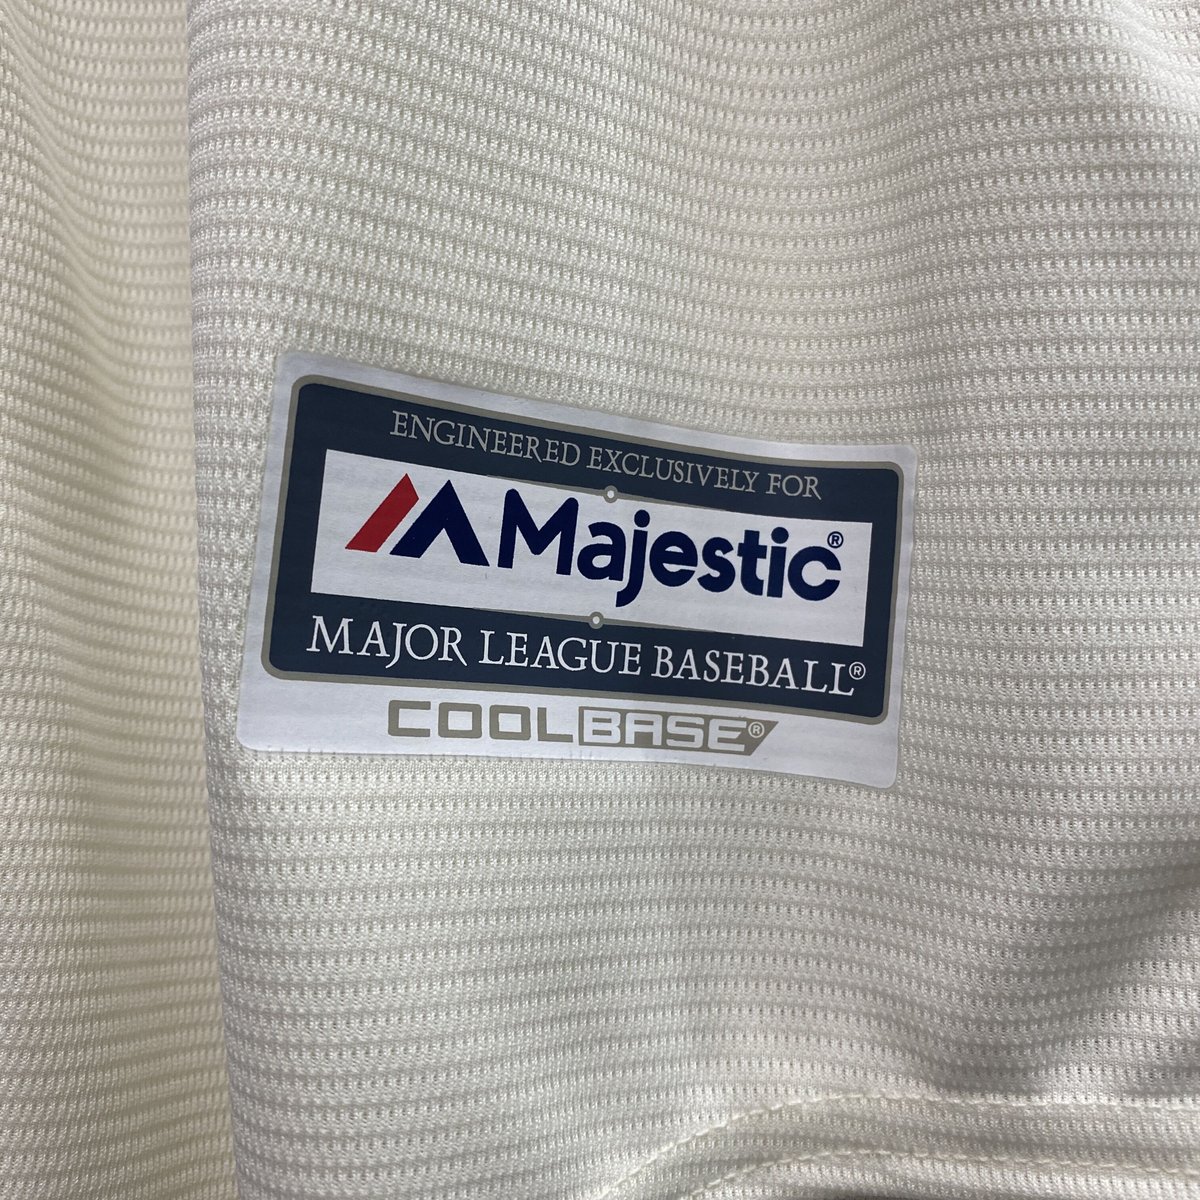 ENGINEERED EXCLUSIVELY FOR
Majestic®
MAJOR LEAGUE BASEBALL®
COOLBASE®